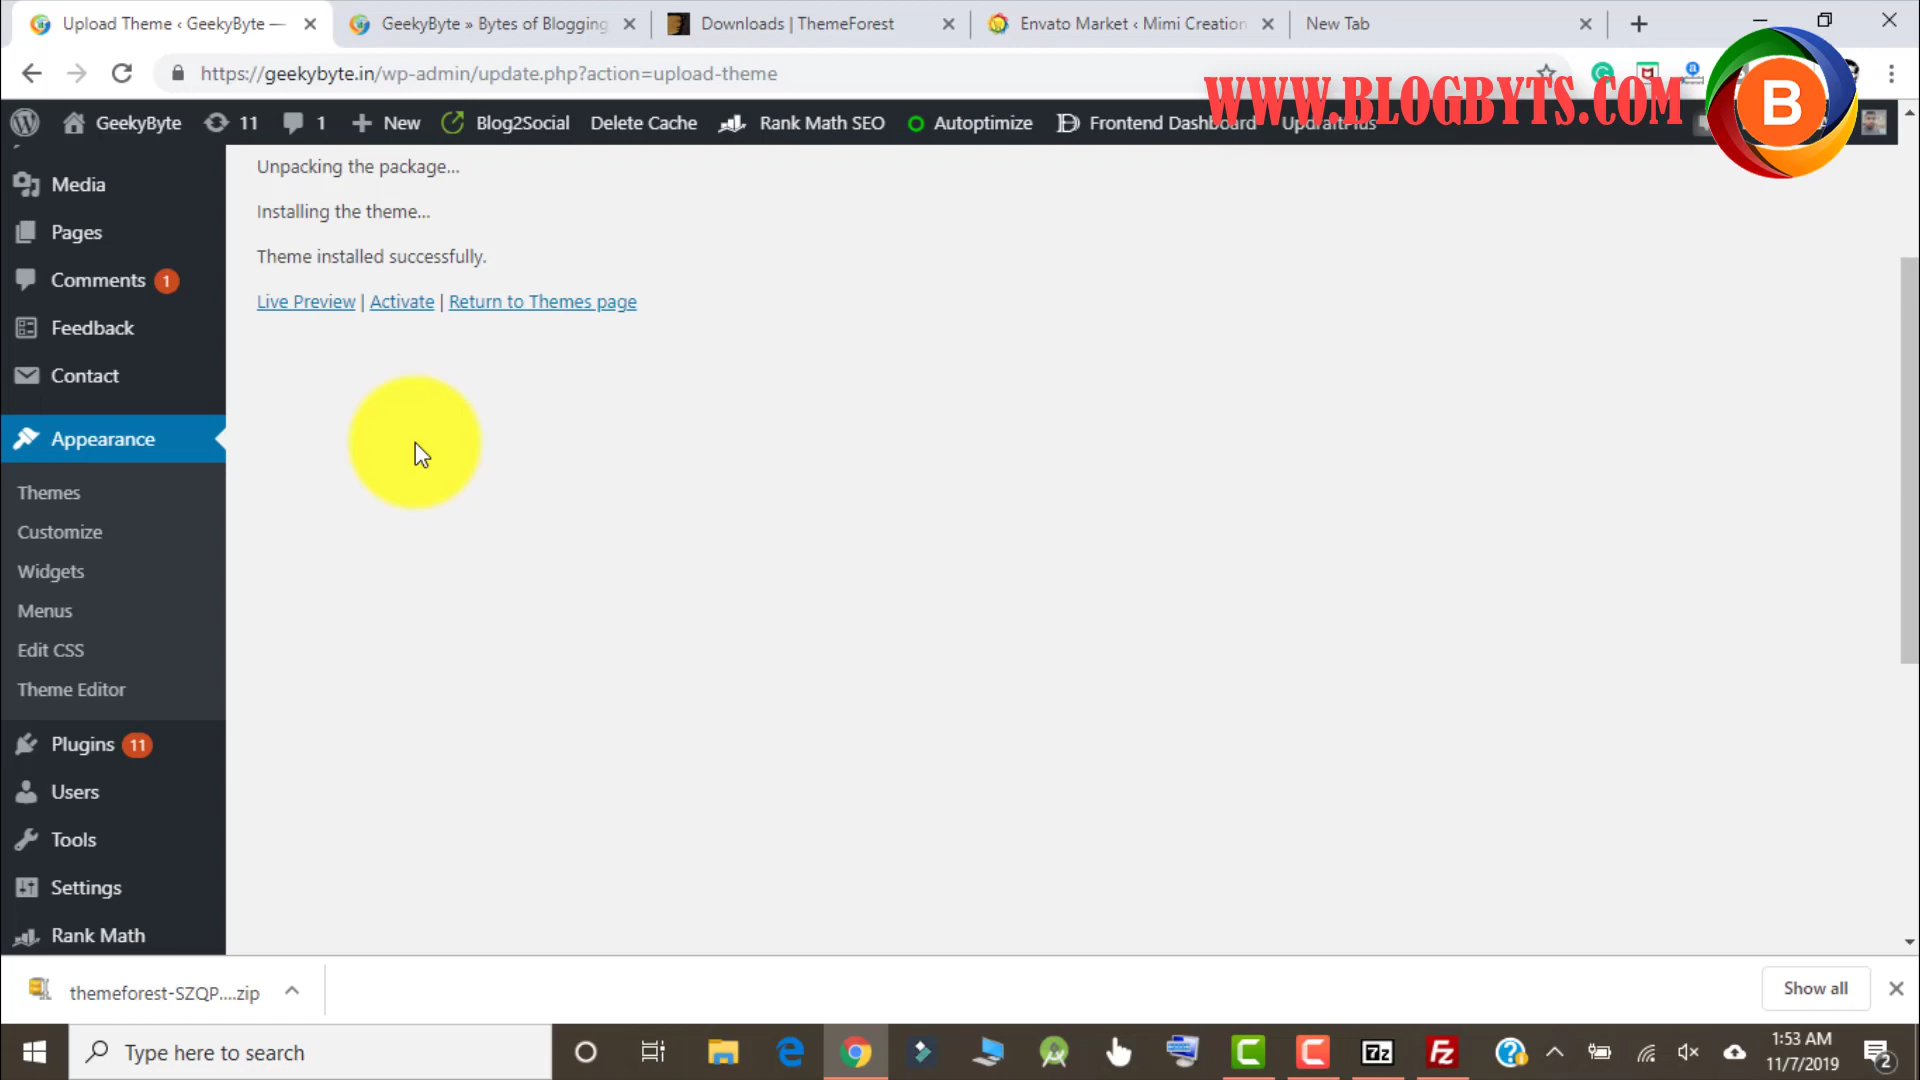 Upload Theme ‹ GeekyByte —
GeekyByte » Bytes of Blogging
Downloads | ThemeForest
Envato Market ‹ Mimi Creation
New Tab
https://geekybyte.in/wp-admin/update.php?action=upload-theme
WWW.BLOGBYTS.COM
B
GeekyByte
11
1
New
Blog2Social
Delete Cache
Rank Math SEO
Autoptimize
Frontend Dashboard
UpdraftPlus
Media
Pages
Comments 1
Feedback
Contact
Appearance
Themes
Customize
Widgets
Menus
Edit CSS
Theme Editor
Plugins 11
Users
Tools
Settings
Rank Math
Unpacking the package...
Installing the theme...
Theme installed successfully.
Live Preview | Activate | Return to Themes page
themeforest-SZQP....zip
Show all
Type here to search
7z
1:53 AM
11/7/2019
2